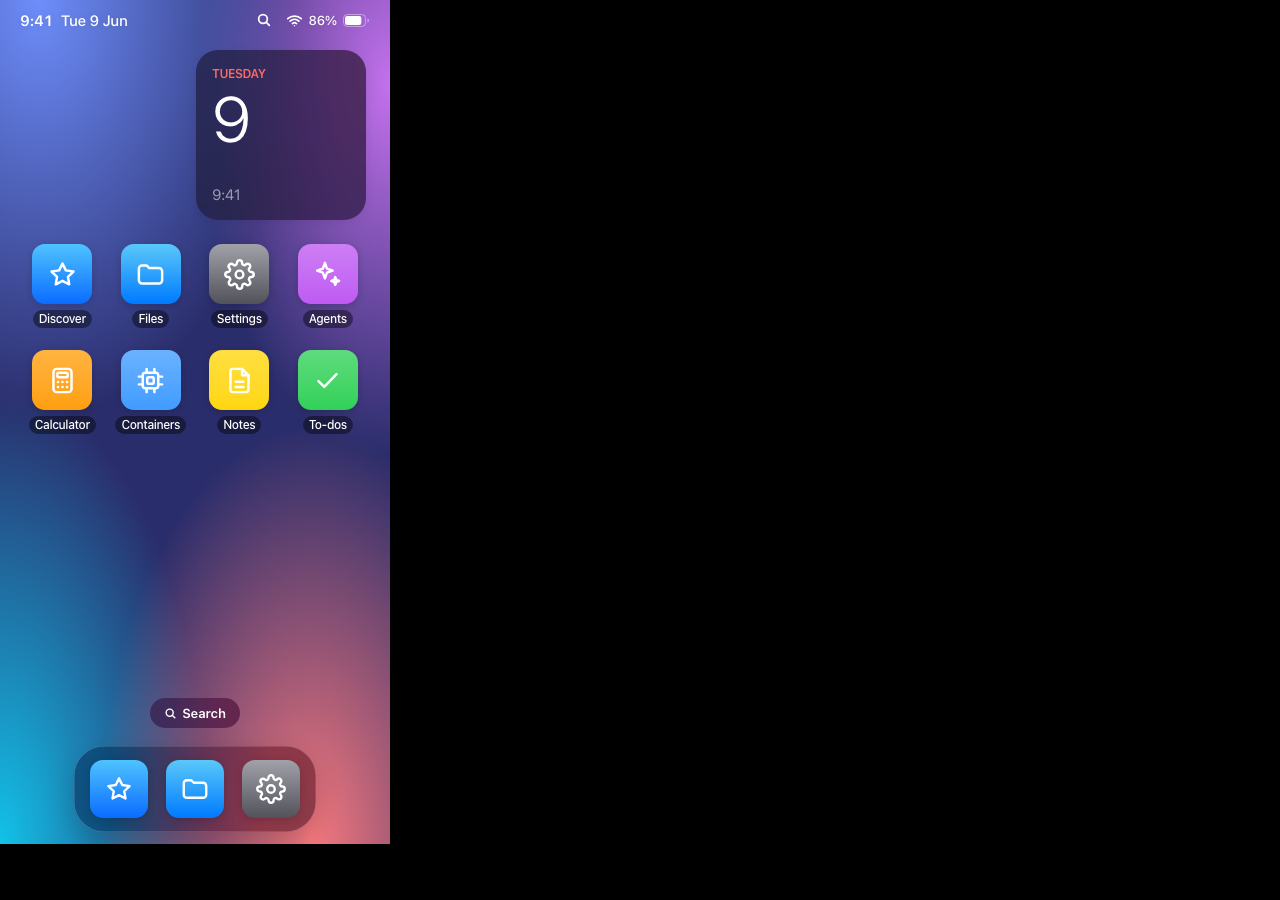 9:41 Tue 9 Jun 86%
TUESDAY
9
9:41
Discover Files Settings Agents
Calculator Containers Notes To-dos
Search